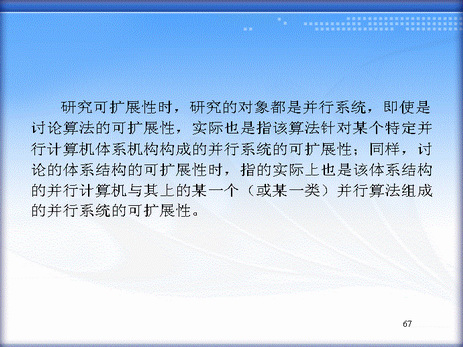 研究可扩展性时，研究的对象都是并行系统，即使是
讨论算法的可扩展性，实际也是指该算法针对某个特定并
行计算机体系机构构成的并行系统的可扩展性；同样，讨
论的体系结构的可扩展性时，指的实际上也是该体系结构
的并行计算机与其上的某一个（或某一类）并行算法组成
的并行系统的可扩展性。
67